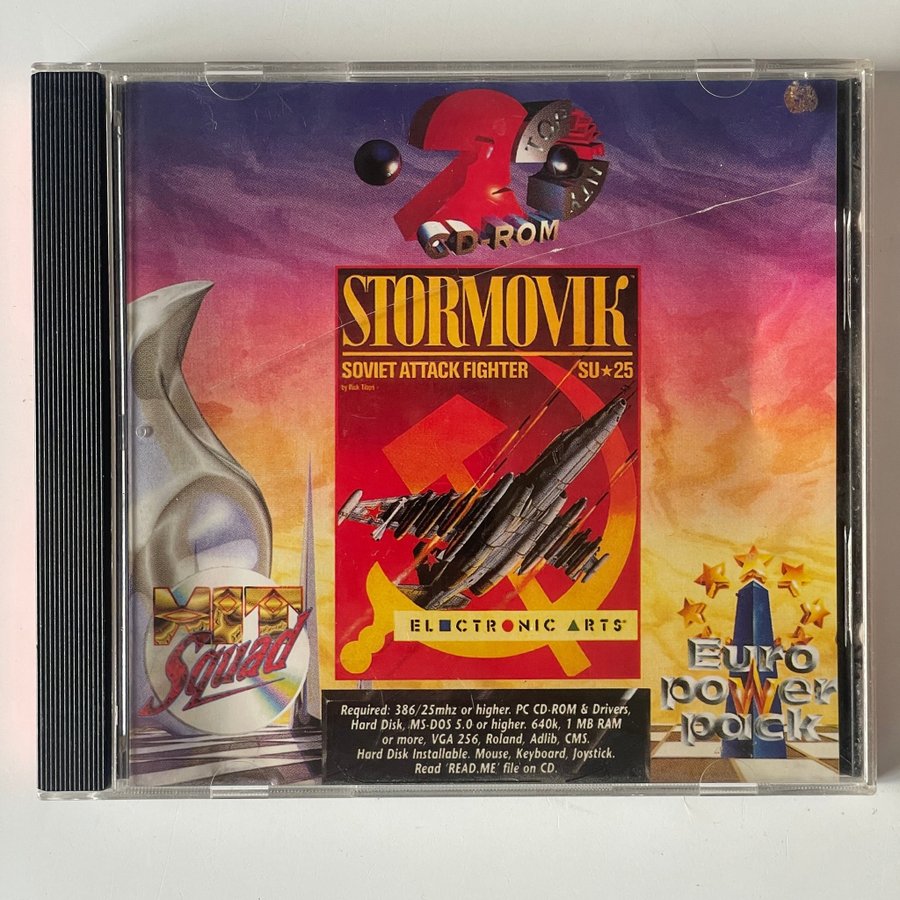 TOP
CD-ROM
STORMOVIK
SOVIET ATTACK FIGHTER SU★25
by Rick Tiberi
ELECTRONIC ARTS®
HIT
Squad
Euro
power
pack
Required: 386/25mhz or higher. PC CD-ROM & Drivers,
Hard Disk, MS-DOS 5.0 or higher. 640k, 1 MB RAM
or more, VGA 256, Roland, Adlib, CMS.
Hard Disk Installable. Mouse, Keyboard, Joystick.
Read 'READ.ME' file on CD.